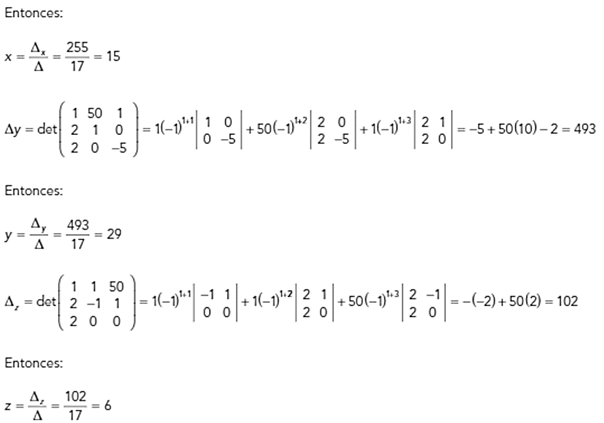 Entonces:
x = Δₓ/Δ = 255/17 = 15
Δy = det( 1 50 1 ; 2 1 0 ; 2 0 –5 ) = 1(–1)¹⁺¹ | 1 0 ; 0 –5 | + 50(–1)¹⁺² | 2 0 ; 2 –5 | + 1(–1)¹⁺³ | 2 1 ; 2 0 | = –5 + 50(10) – 2 = 493
Entonces:
y = Δy/Δ = 493/17 = 29
Δz = det( 1 1 50 ; 2 –1 1 ; 2 0 0 ) = 1(–1)¹⁺¹ | –1 1 ; 0 0 | + 1(–1)¹⁺² | 2 1 ; 2 0 | + 50(–1)¹⁺³ | 2 –1 ; 2 0 | = –(–2) + 50(2) = 102
Entonces:
z = Δz/Δ = 102/17 = 6